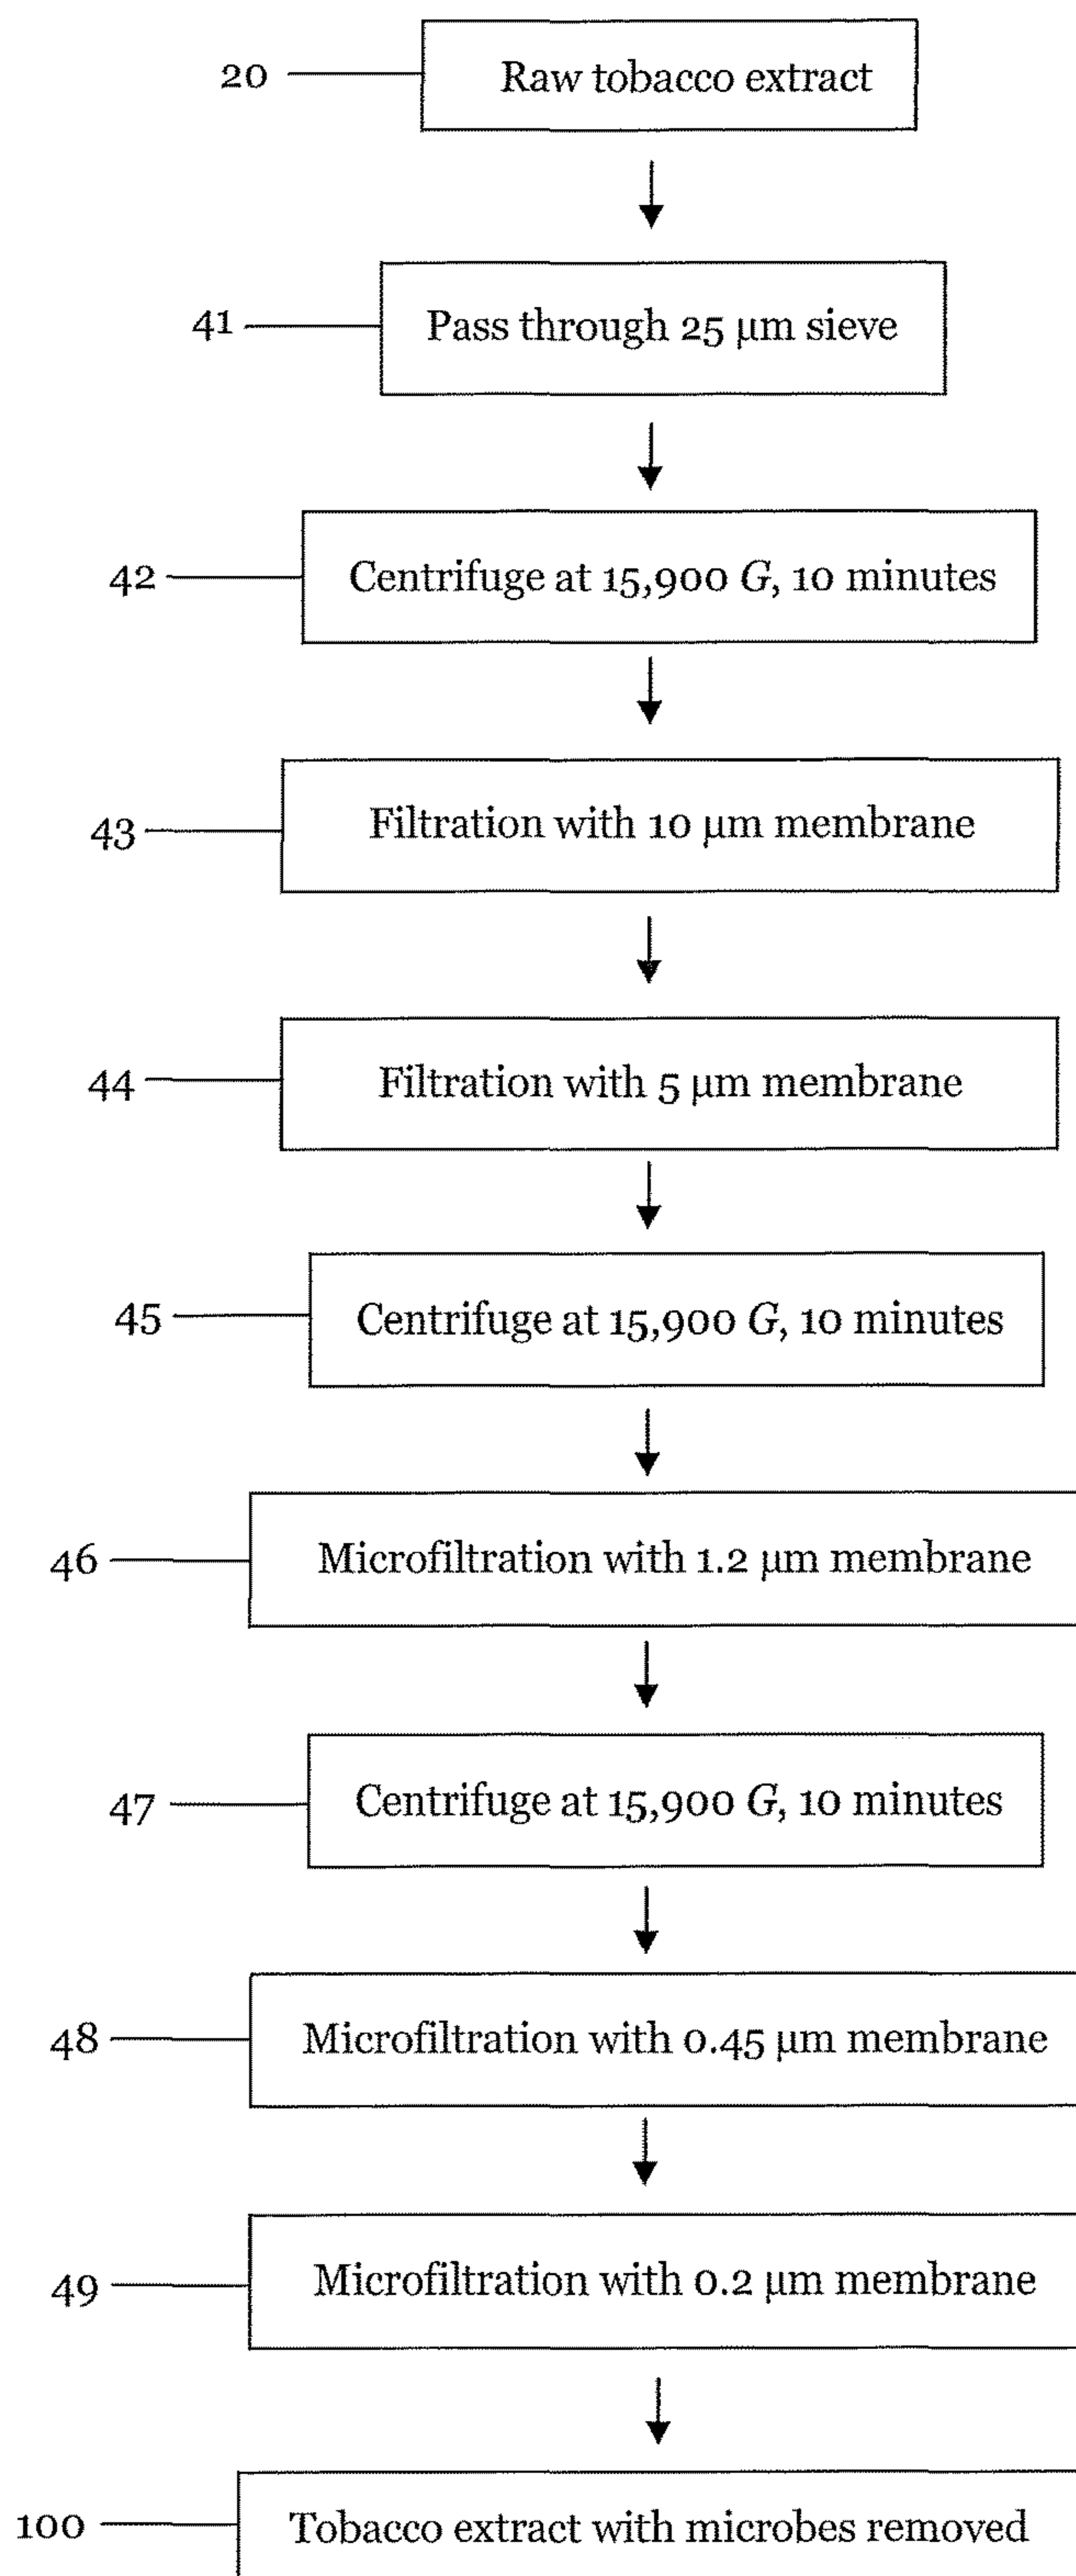 20 Raw tobacco extract
41 Pass through 25 µm sieve
42 Centrifuge at 15,900 G, 10 minutes
43 Filtration with 10 µm membrane
44 Filtration with 5 µm membrane
45 Centrifuge at 15,900 G, 10 minutes
46 Microfiltration with 1.2 µm membrane
47 Centrifuge at 15,900 G, 10 minutes
48 Microfiltration with 0.45 µm membrane
49 Microfiltration with 0.2 µm membrane
100 Tobacco extract with microbes removed